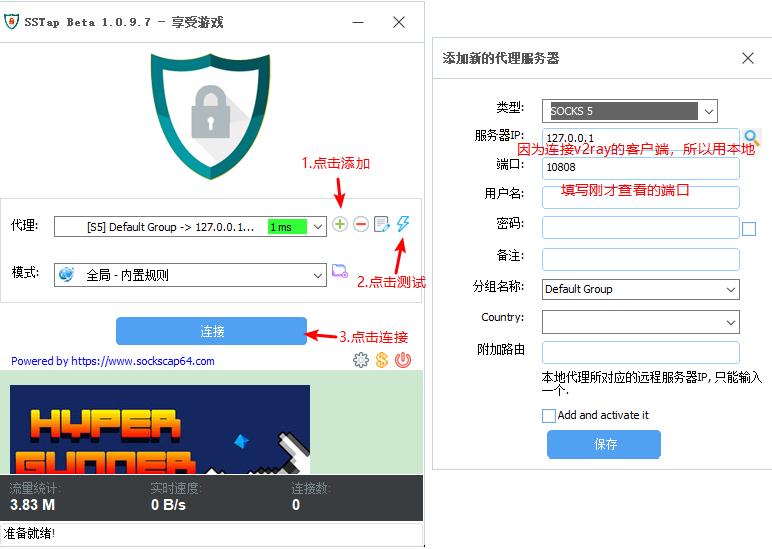 SSTap Beta 1.0.9.7 - 享受游戏
1.点击添加
代理:
[S5] Default Group -> 127.0.0.1...
1 ms
模式:
全局 - 内置规则
2.点击测试
连接
3.点击连接
Powered by https://www.sockscap64.com
HYPER
GUNNER
流量统计:
实时速度:
连接数:
3.83 M
0 B/s
0
准备就绪!
添加新的代理服务器
类型:
SOCKS 5
服务器IP:
127.0.0.1
因为连接v2ray的客户端，所以用本地
端口:
10808
填写刚才查看的端口
用户名:
密码:
备注:
分组名称:
Default Group
Country:
附加路由
本地代理所对应的远程服务器IP, 只能输入
一个.
Add and activate it
保存